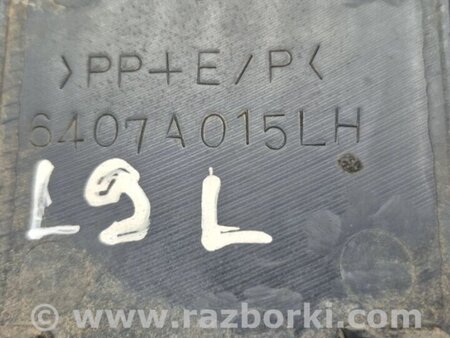 >PP+E/P<
6407A015LH
L9 L
www.razborki.com